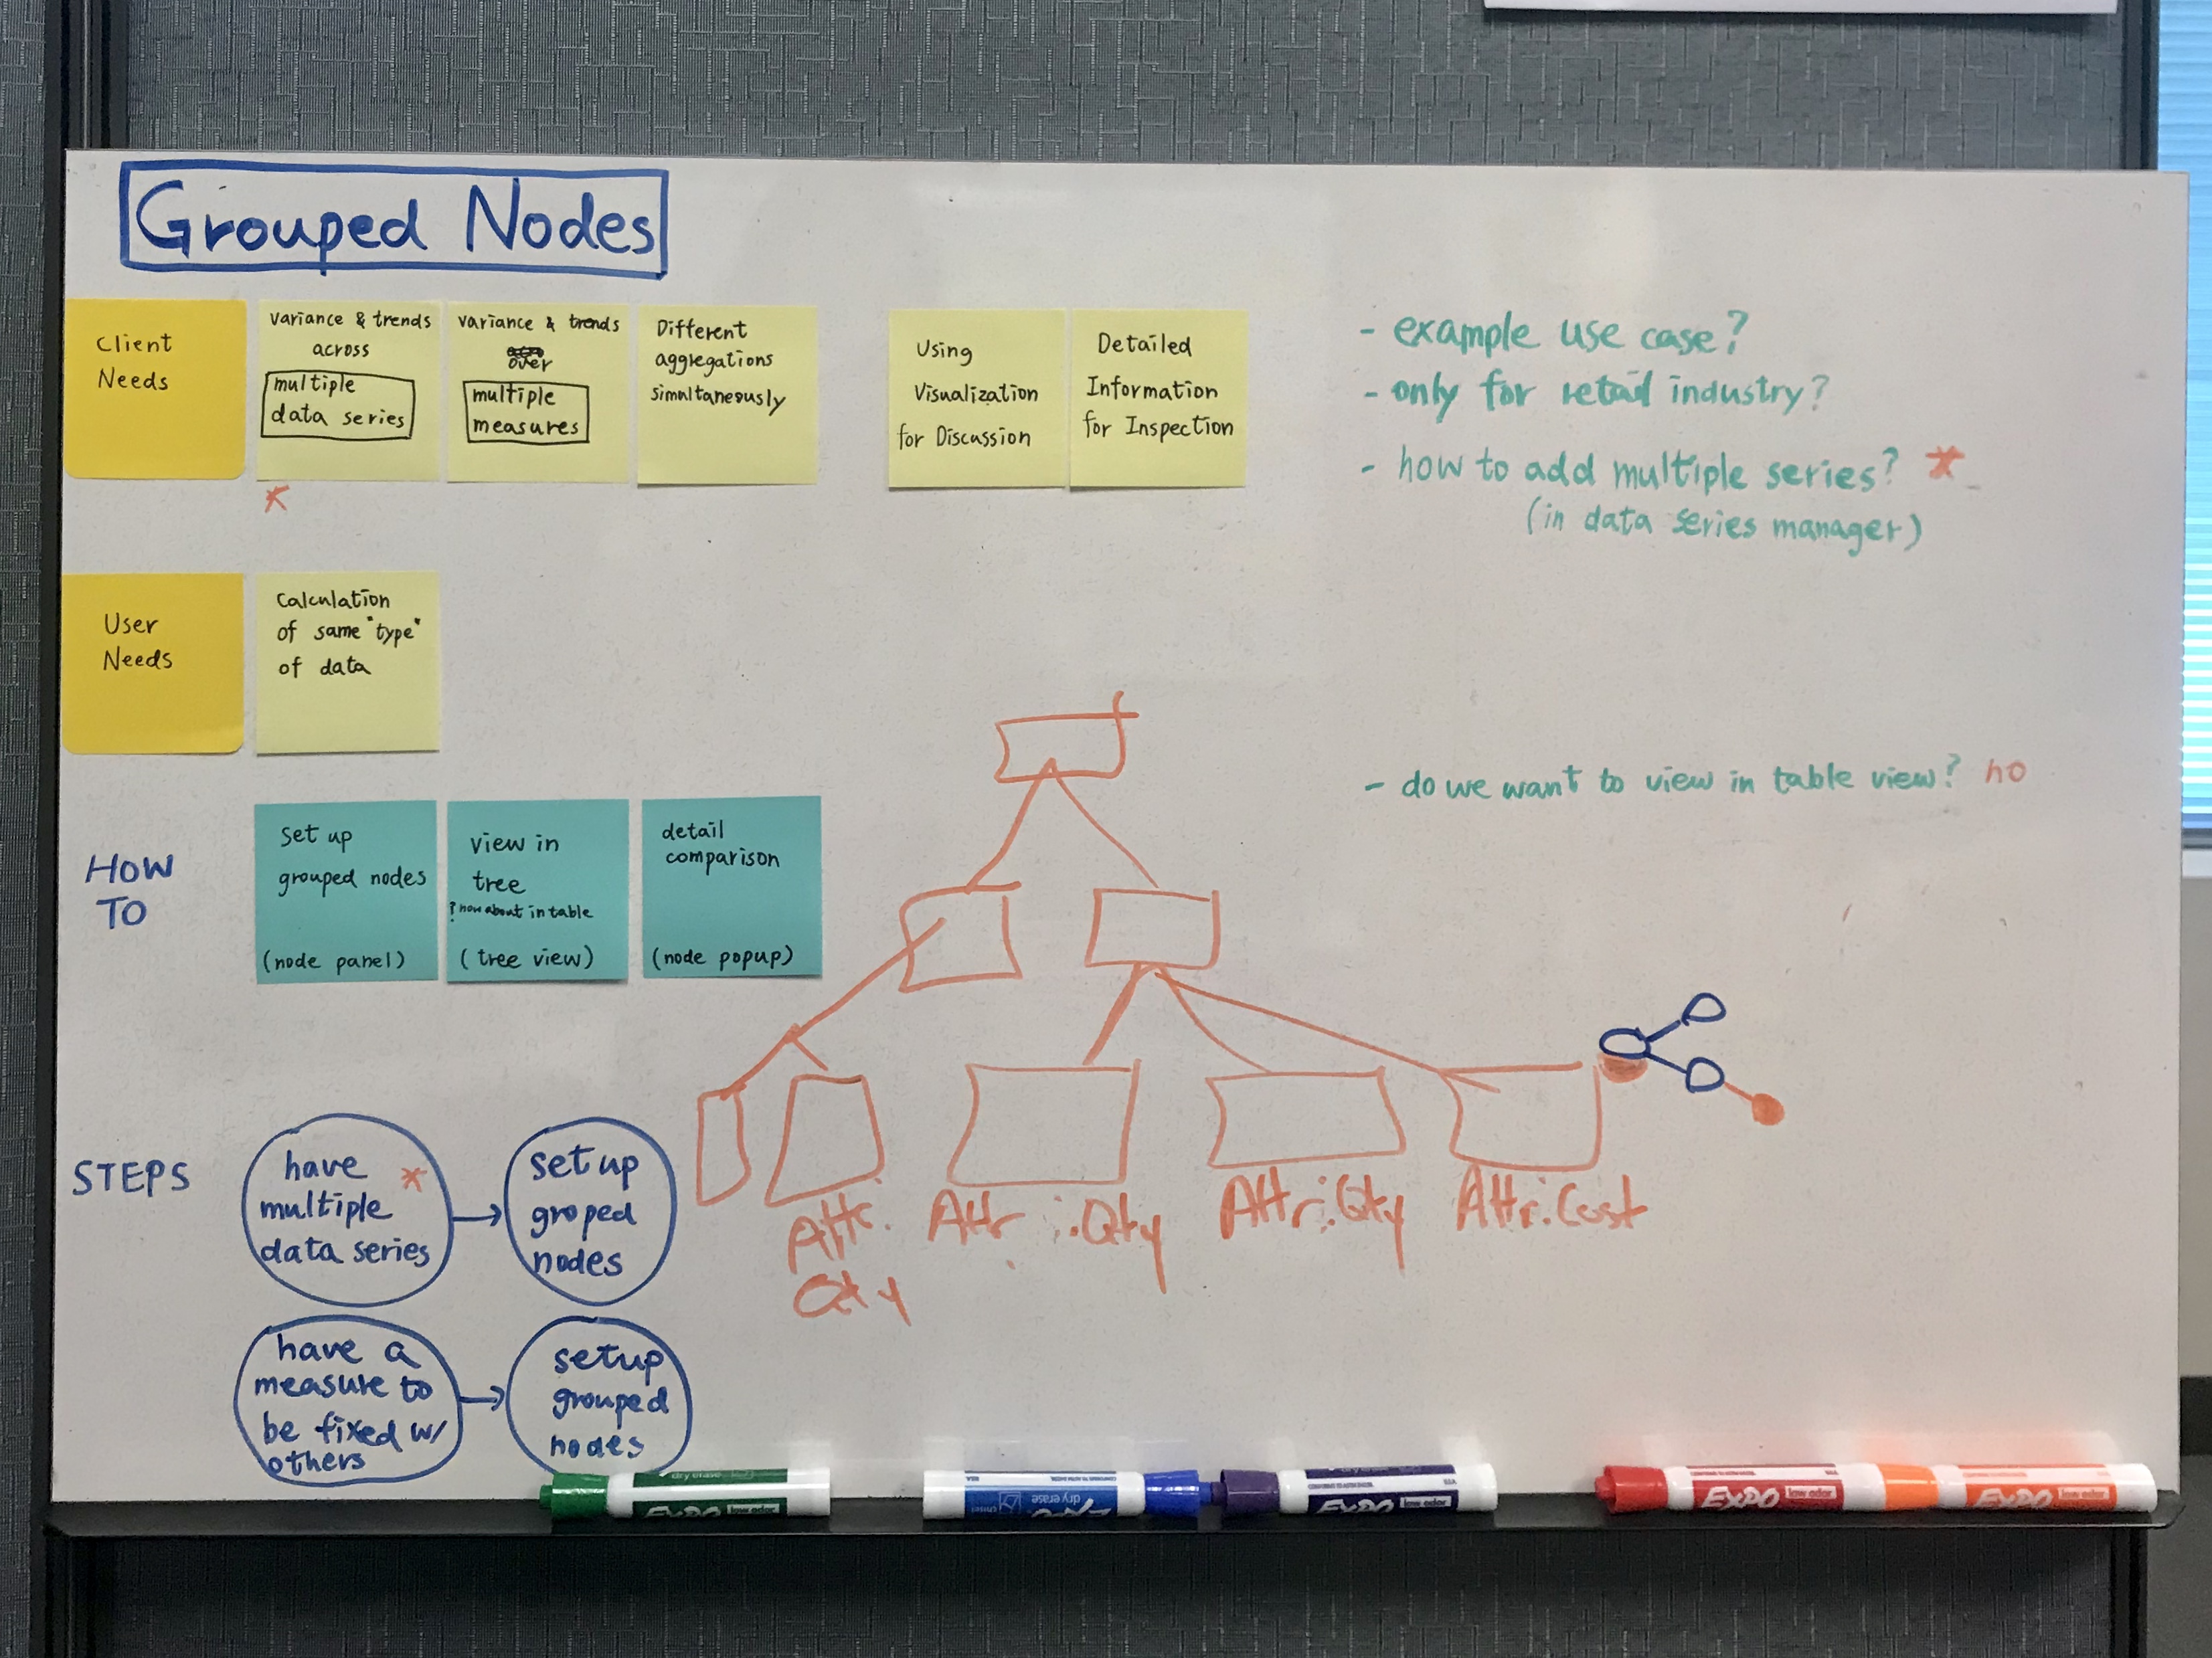 Grouped Nodes
Client
Needs
Variance & trends
across
multiple
data series
Variance & trends
over
multiple
measures
Different
aggregations
simultaneously
Using
Visualization
for Discussion
Detailed
Information
for Inspection
- example use case?
- only for retail industry?
- how to add multiple series? *
(in data series manager)
*
User
Needs
Calculation
of same "type"
of data
- do we want to view in table view? no
HOW
TO
set up
grouped nodes
(node panel)
view in
tree
? how about in table
(tree view)
detail
comparison
(node popup)
STEPS
have *
multiple
data series
set up
groped
nodes
Attr.
Qty
Attr.Qty
Attr.Qty
Attr.Cost
have a
measure to
be fixed w/
others
setup
grouped
nodes
dry erase
EXPO low odor
dry erase
chisel
EXPO
EXPO low odor
EXPO low odor
EXPO low odor